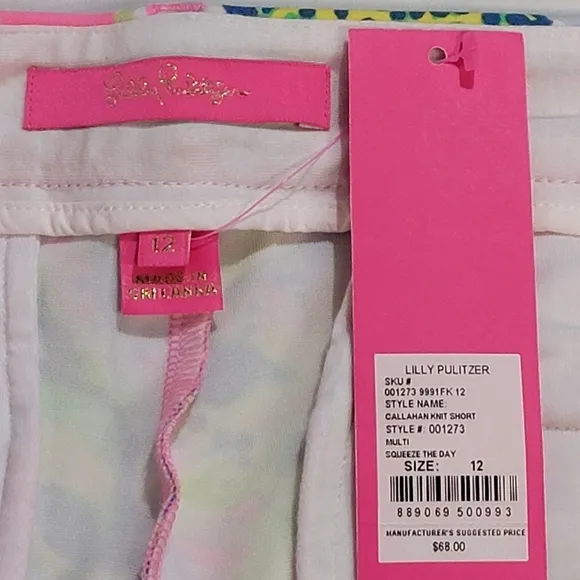 Lilly Pulitzer
12
MADE IN
SRI LANKA
LILLY PULITZER
SKU #
001273 9991FK 12
STYLE NAME:
CALLAHAN KNIT SHORT
STYLE #: 001273
MULTI
SQUEEZE THE DAY
SIZE: 12
889069 500993
MANUFACTURER'S SUGGESTED PRICE
$68.00